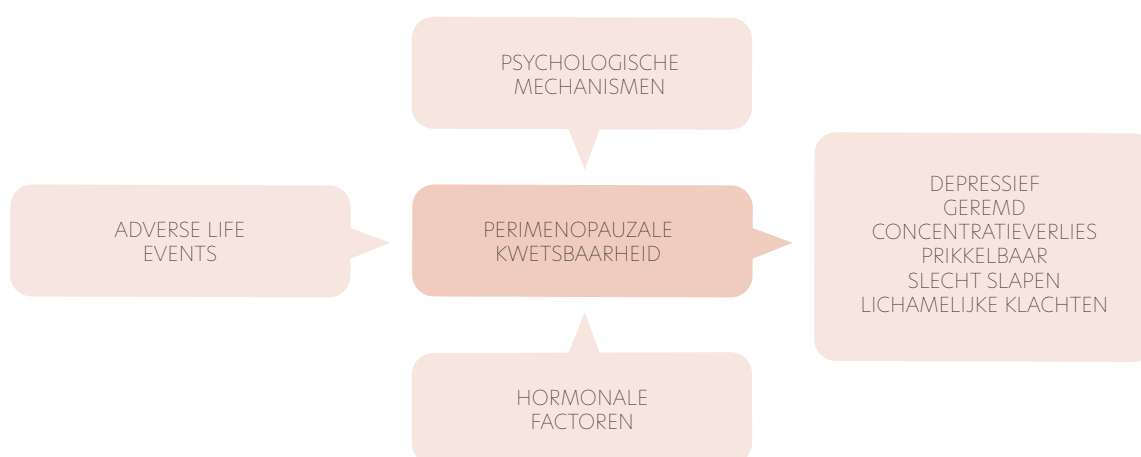 PSYCHOLOGISCHE
MECHANISMEN
ADVERSE LIFE
EVENTS
PERIMENOPAUZALE
KWETSBAARHEID
DEPRESSIEF
GEREMD
CONCENTRATIEVERLIES
PRIKKELBAAR
SLECHT SLAPEN
LICHAMELIJKE KLACHTEN
HORMONALE
FACTOREN